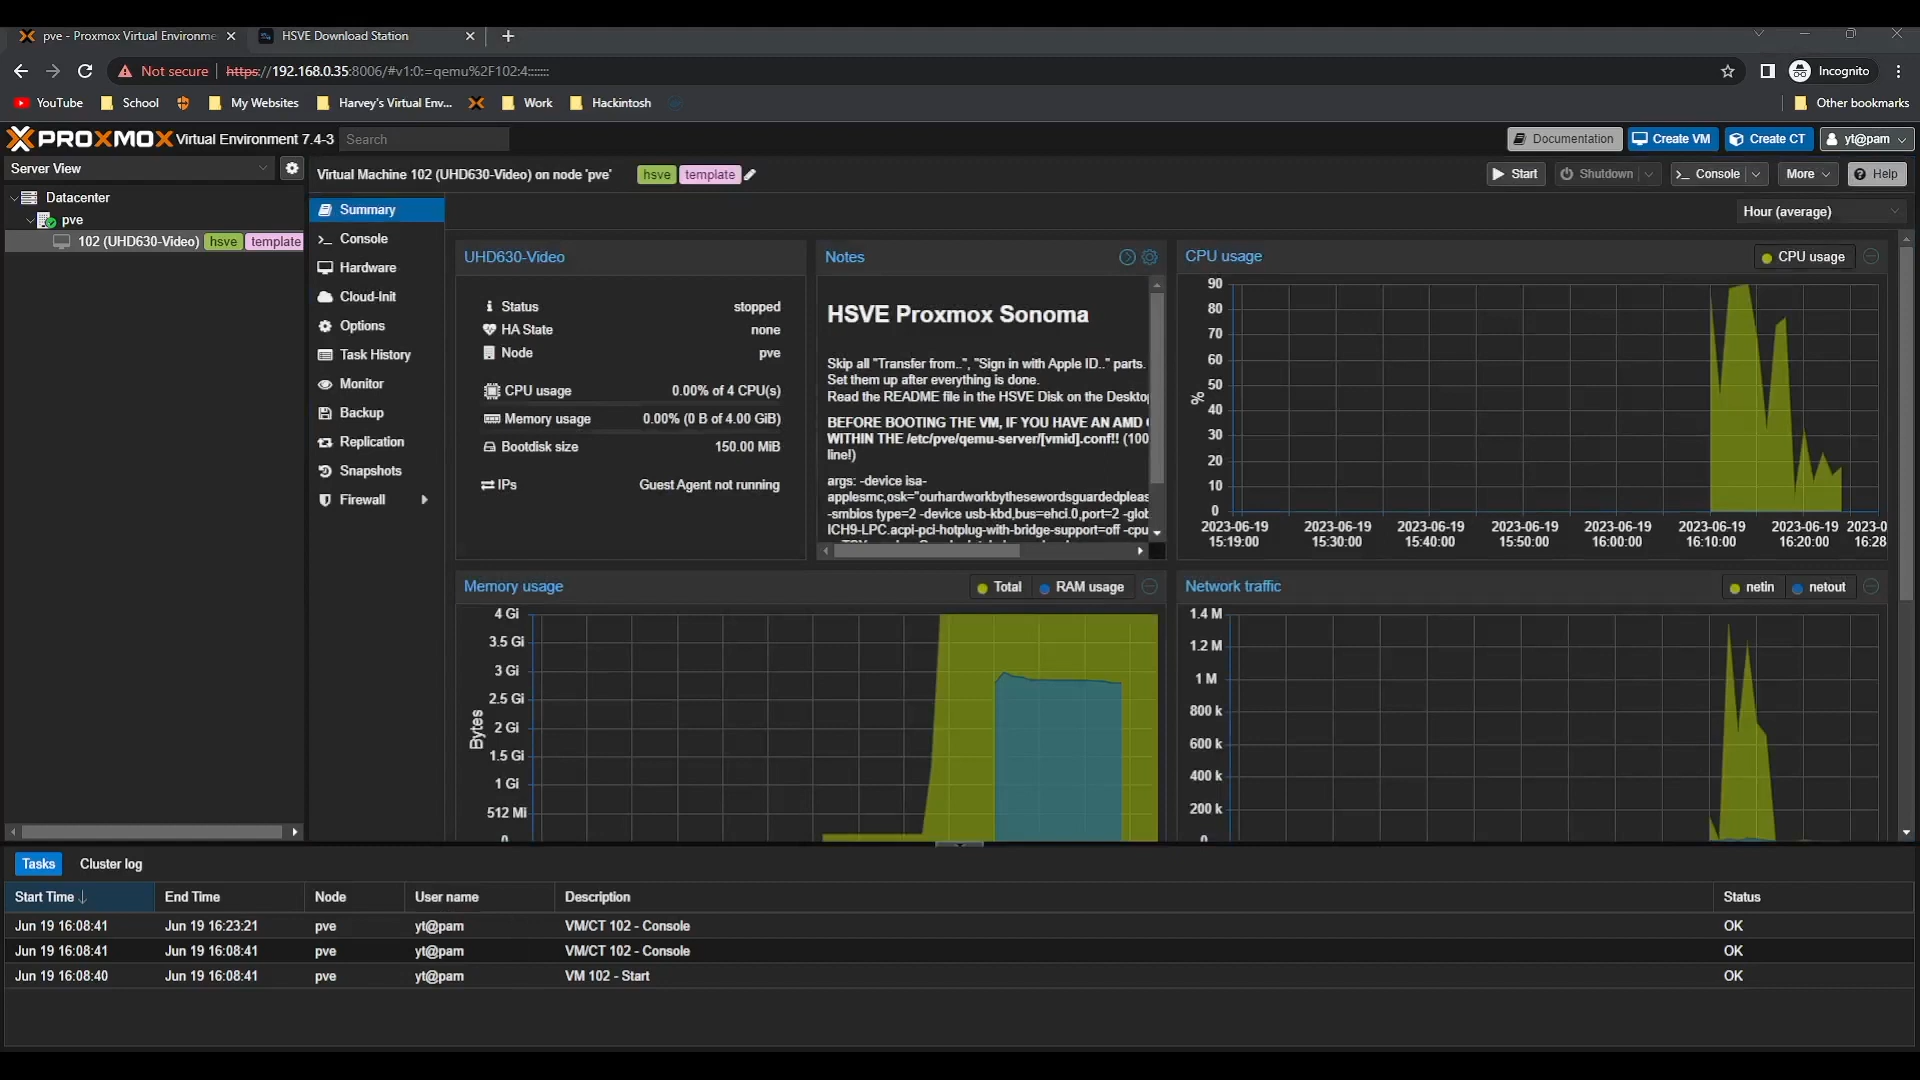 pve - Proxmox Virtual Environme
HSVE Download Station
Not secure
https://192.168.0.35:8006/#v1:0:=qemu%2F102:4:::::::
Incognito
YouTube
School
My Websites
Harvey's Virtual Env...
Work
Hackintosh
Other bookmarks
PROXMOX Virtual Environment 7.4-3
Search
Documentation
Create VM
Create CT
yt@pam
Server View
Virtual Machine 102 (UHD630-Video) on node 'pve'
hsve
template
Start
Shutdown
Console
More
Help
Datacenter
pve
102 (UHD630-Video)
hsve
template
Summary
Console
Hardware
Cloud-Init
Options
Task History
Monitor
Backup
Replication
Snapshots
Firewall
Hour (average)
UHD630-Video
Status stopped
HA State none
Node pve
CPU usage 0.00% of 4 CPU(s)
Memory usage 0.00% (0 B of 4.00 GiB)
Bootdisk size 150.00 MiB
IPs Guest Agent not running
Notes
HSVE Proxmox Sonoma
Skip all "Transfer from..", "Sign in with Apple ID.." parts.
Set them up after everything is done.
Read the README file in the HSVE Disk on the Deskto
BEFORE BOOTING THE VM, IF YOU HAVE AN AMD
WITHIN THE /etc/pve/qemu-server/[vmid].conf!! (100
line!)
args: -device isa-
applesmc,osk="ourhardworkbythesewordsguardedpleas
-smbios type=2 -device usb-kbd,bus=ehci.0,port=2 -glo
ICH9-LPC.acpi-pci-hotplug-with-bridge-support=off -cpu
CPU usage
CPU usage
90
80
70
60
50
40
30
20
10
0
%
2023-06-19 15:19:00
2023-06-19 15:30:00
2023-06-19 15:40:00
2023-06-19 15:50:00
2023-06-19 16:00:00
2023-06-19 16:10:00
2023-06-19 16:20:00
2023-0 16:28
Memory usage
Total
RAM usage
4 Gi
3.5 Gi
3 Gi
2.5 Gi
2 Gi
1.5 Gi
1 Gi
512 Mi
0
Bytes
Network traffic
netin
netout
1.4 M
1.2 M
1 M
800 k
600 k
400 k
200 k
0
Tasks
Cluster log
Start Time End Time Node User name Description Status
Jun 19 16:08:41 Jun 19 16:23:21 pve yt@pam VM/CT 102 - Console OK
Jun 19 16:08:41 Jun 19 16:08:41 pve yt@pam VM/CT 102 - Console OK
Jun 19 16:08:40 Jun 19 16:08:41 pve yt@pam VM 102 - Start OK